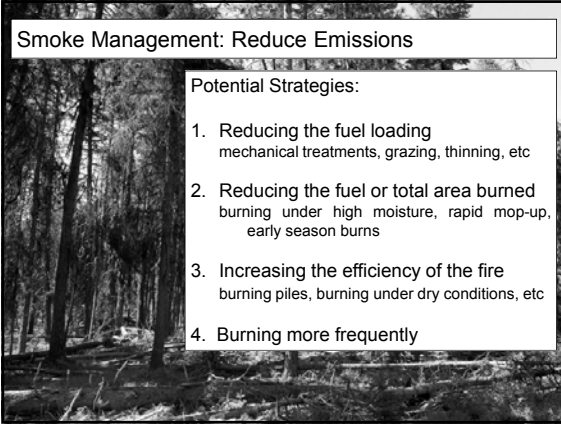 Smoke Management: Reduce Emissions
Potential Strategies:
1. Reducing the fuel loading
mechanical treatments, grazing, thinning, etc
2. Reducing the fuel or total area burned
burning under high moisture, rapid mop-up,
early season burns
3. Increasing the efficiency of the fire
burning piles, burning under dry conditions, etc
4. Burning more frequently